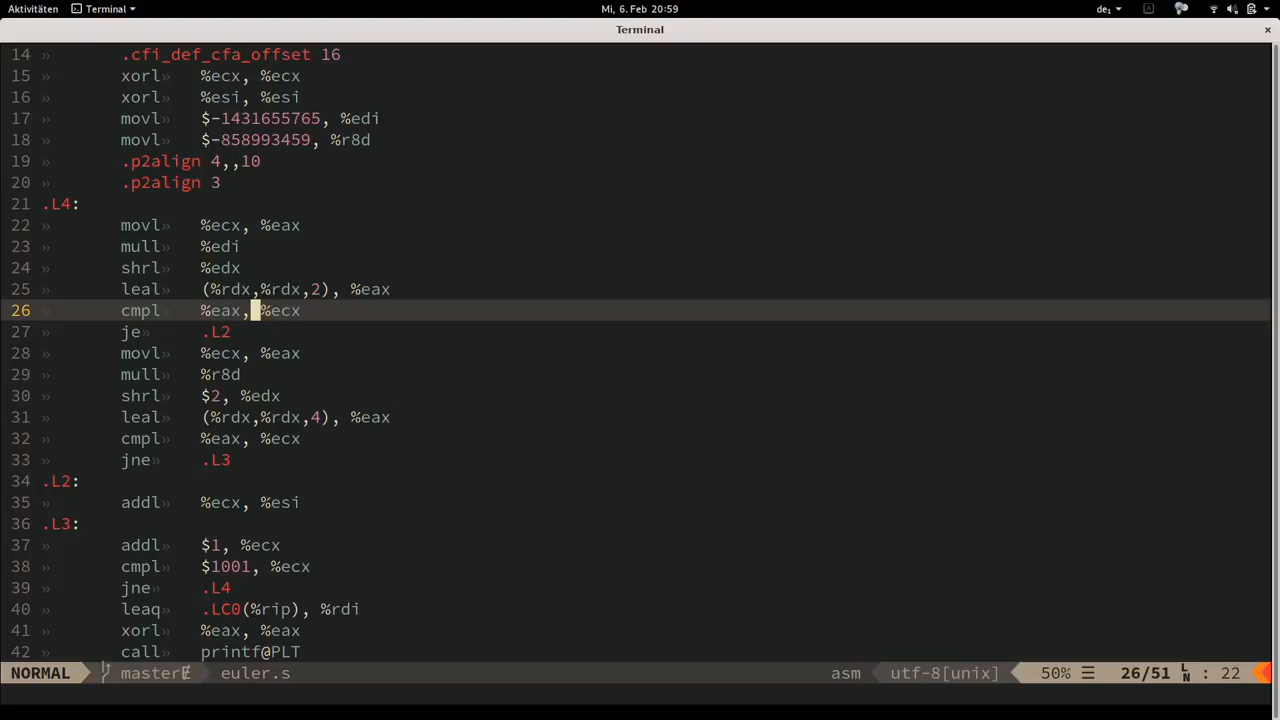 Aktivitäten Terminal Mi, 6. Feb 20:59 de₁
Terminal ×
14 » .cfi_def_cfa_offset 16
15 » xorl» %ecx, %ecx
16 » xorl» %esi, %esi
17 » movl» $-1431655765, %edi
18 » movl» $-858993459, %r8d
19 » .p2align 4,,10
20 » .p2align 3
21 .L4:
22 » movl» %ecx, %eax
23 » mull» %edi
24 » shrl» %edx
25 » leal» (%rdx,%rdx,2), %eax
26 » cmpl» %eax, %ecx
27 » je» .L2
28 » movl» %ecx, %eax
29 » mull» %r8d
30 » shrl» $2, %edx
31 » leal» (%rdx,%rdx,4), %eax
32 » cmpl» %eax, %ecx
33 » jne» .L3
34 .L2:
35 » addl» %ecx, %esi
36 .L3:
37 » addl» $1, %ecx
38 » cmpl» $1001, %ecx
39 » jne» .L4
40 » leaq» .LC0(%rip), %rdi
41 » xorl» %eax, %eax
42 » call» printf@PLT
NORMAL master euler.s asm utf-8[unix] 50% ☰ 26/51 LN : 22